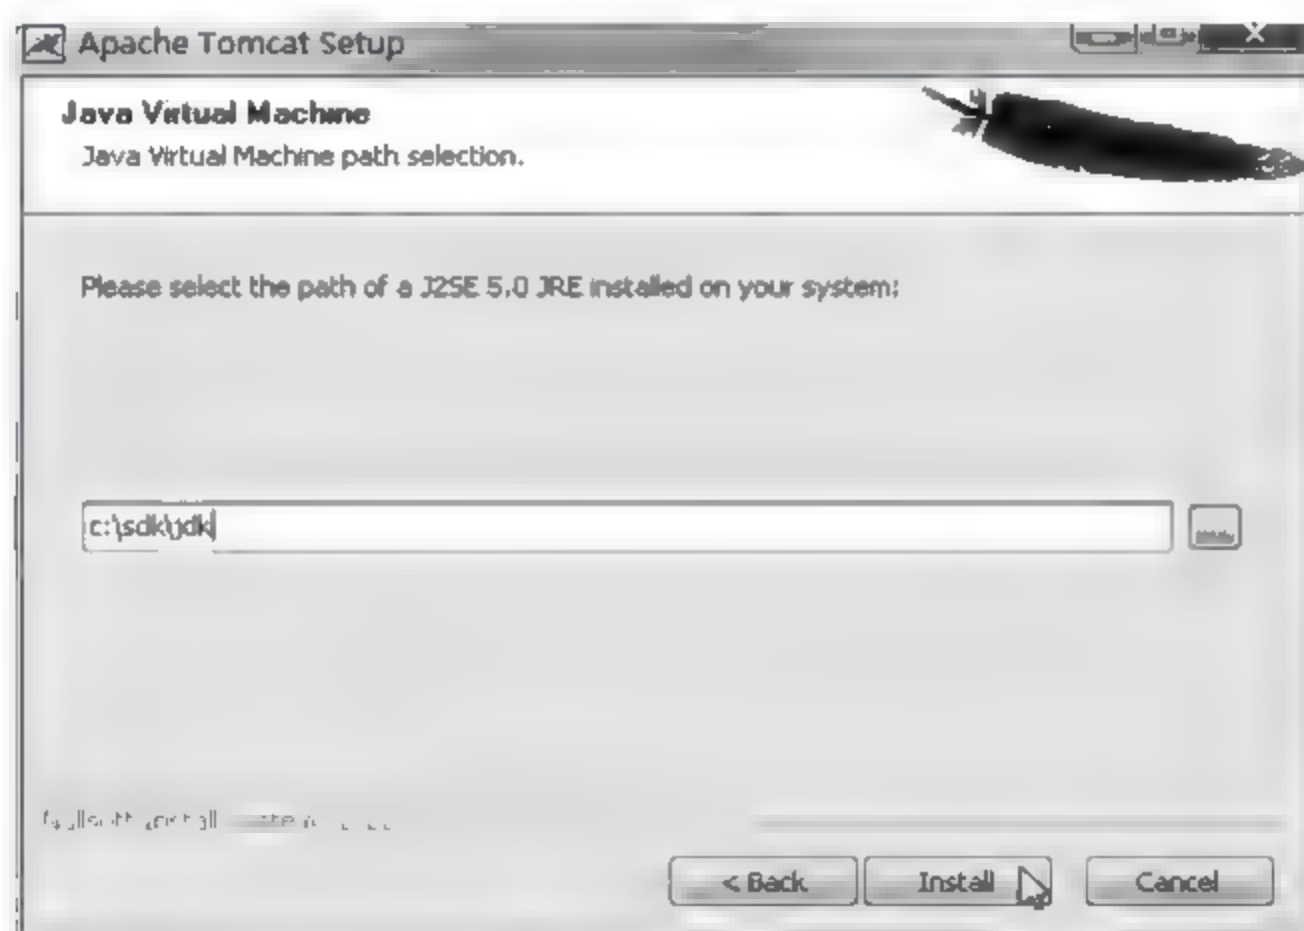 Apache Tomcat Setup
Java Virtual Machine
Java Virtual Machine path selection.
Please select the path of a J2SE 5.0 JRE installed on your system:
c:\sdk\jdk
...
< Back Install Cancel